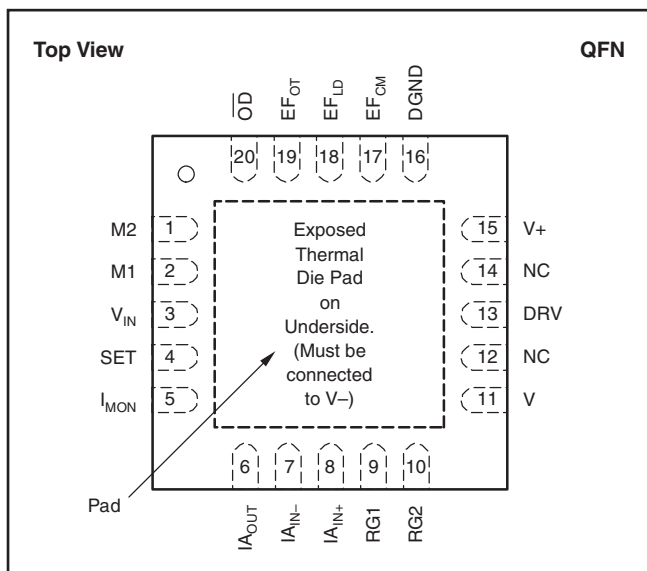 Top View
QFN
O̅D̅
EF_OT
EF_LD
EF_CM
DGND
20
19
18
17
16
M2
1
M1
2
V_IN
3
SET
4
I_MON
5
Exposed
Thermal
Die Pad
on
Underside.
(Must be
connected
to V–)
15
V+
14
NC
13
DRV
12
NC
11
V
Pad
6
7
8
9
10
IA_OUT
IA_IN–
IA_IN+
RG1
RG2